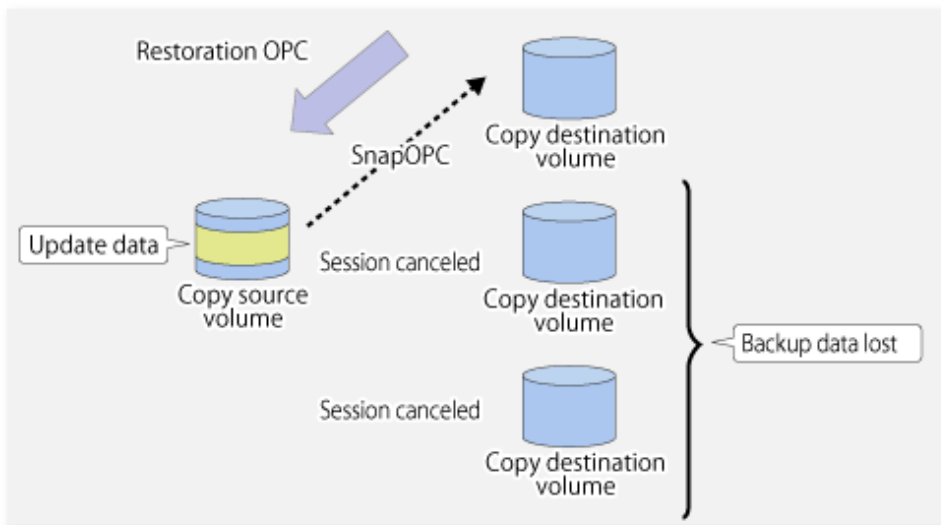 Restoration OPC
Copy destination
volume
SnapOPC
Update data
Copy source
volume
Session canceled
Copy destination
volume
Backup data lost
Session canceled
Copy destination
volume